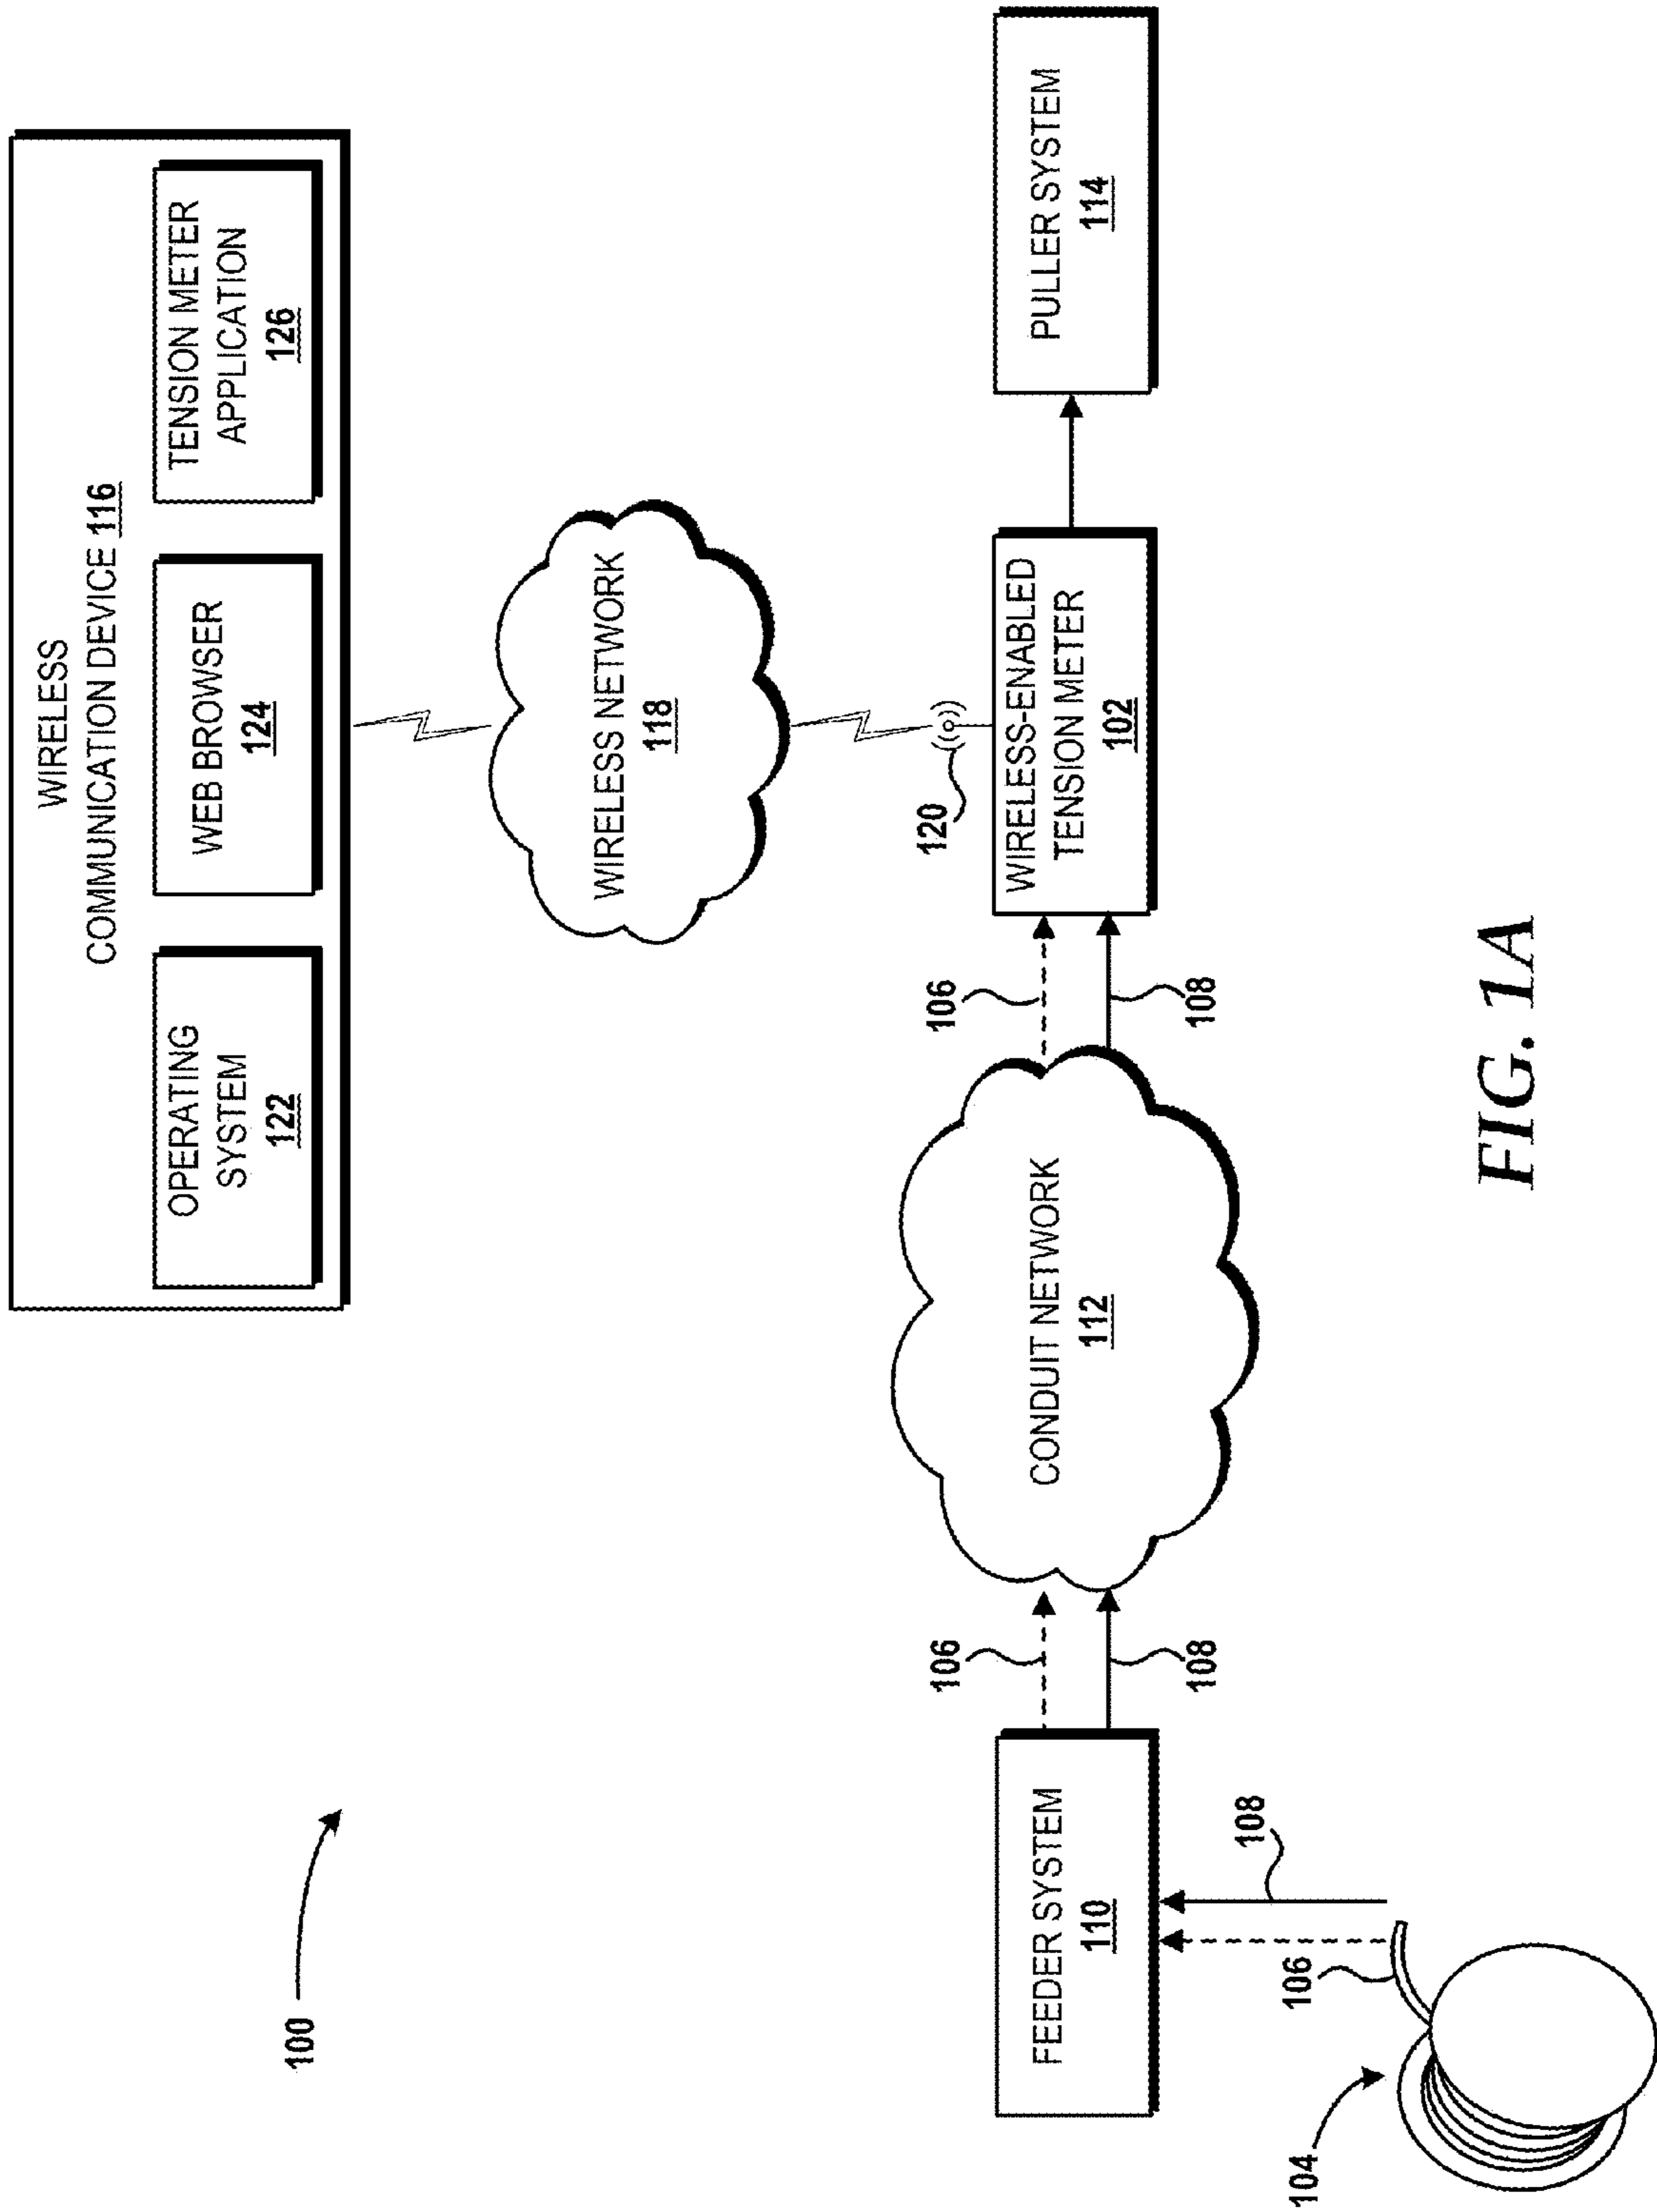 WIRELESS
COMMUNICATION DEVICE 116
OPERATING
SYSTEM
122
WEB BROWSER
124
TENSION METER
APPLICATION
126
100
WIRELESS NETWORK
118
120
106
106
FEEDER SYSTEM
110
CONDUIT NETWORK
112
WIRELESS-ENABLED
TENSION METER
102
PULLER SYSTEM
114
108
108
108
106
104
FIG. 1A